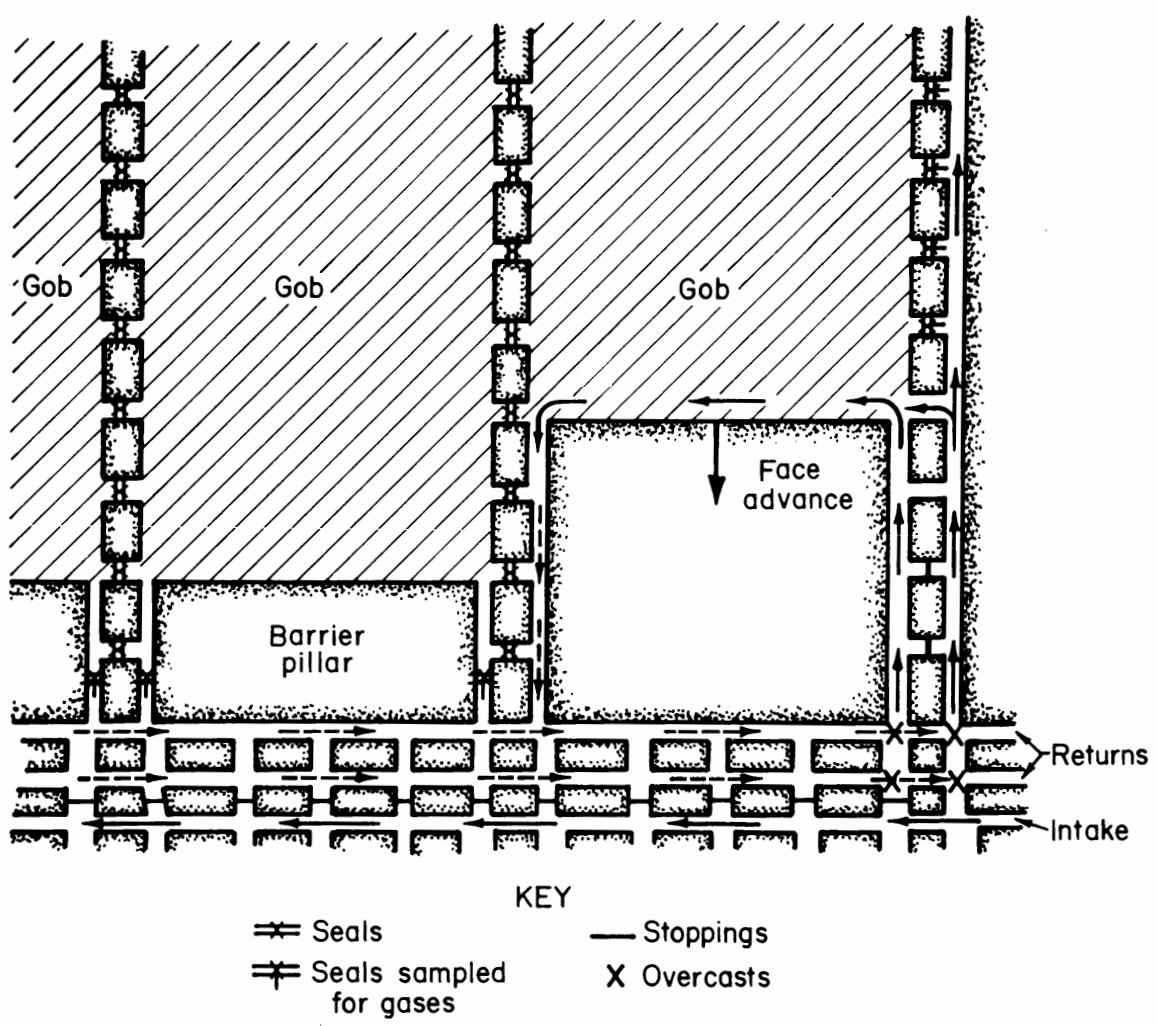 Gob
Gob
Gob
Face
advance
Barrier
pillar
Returns
Intake
KEY
Seals
Stoppings
Seals sampled
for gases
Overcasts